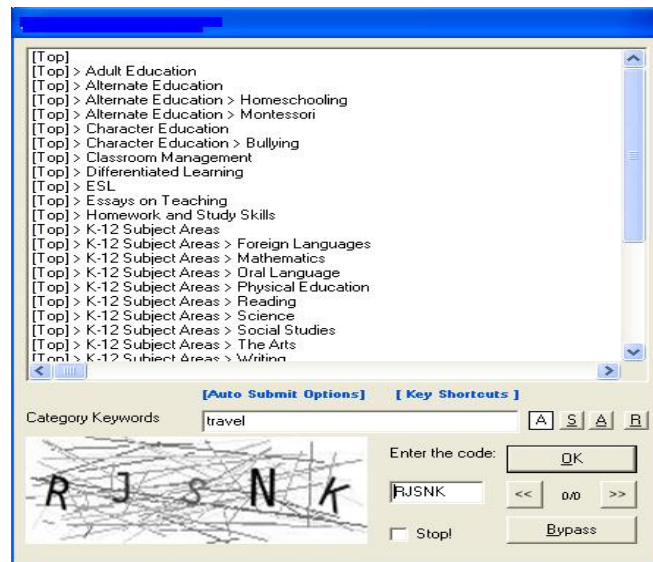 [Top]
[Top] > Adult Education
[Top] > Alternate Education
[Top] > Alternate Education > Homeschooling
[Top] > Alternate Education > Montessori
[Top] > Character Education
[Top] > Character Education > Bullying
[Top] > Classroom Management
[Top] > Differentiated Learning
[Top] > ESL
[Top] > Essays on Teaching
[Top] > Homework and Study Skills
[Top] > K-12 Subject Areas
[Top] > K-12 Subject Areas > Foreign Languages
[Top] > K-12 Subject Areas > Mathematics
[Top] > K-12 Subject Areas > Oral Language
[Top] > K-12 Subject Areas > Physical Education
[Top] > K-12 Subject Areas > Reading
[Top] > K-12 Subject Areas > Science
[Top] > K-12 Subject Areas > Social Studies
[Top] > K-12 Subject Areas > The Arts
[Top] > K-12 Subject Areas > Writing
[Auto Submit Options] [ Key Shortcuts ]
Category Keywords travel A S A R
Enter the code: OK
R J S N K
RJSNK << 0/0 >>
Stop! Bypass